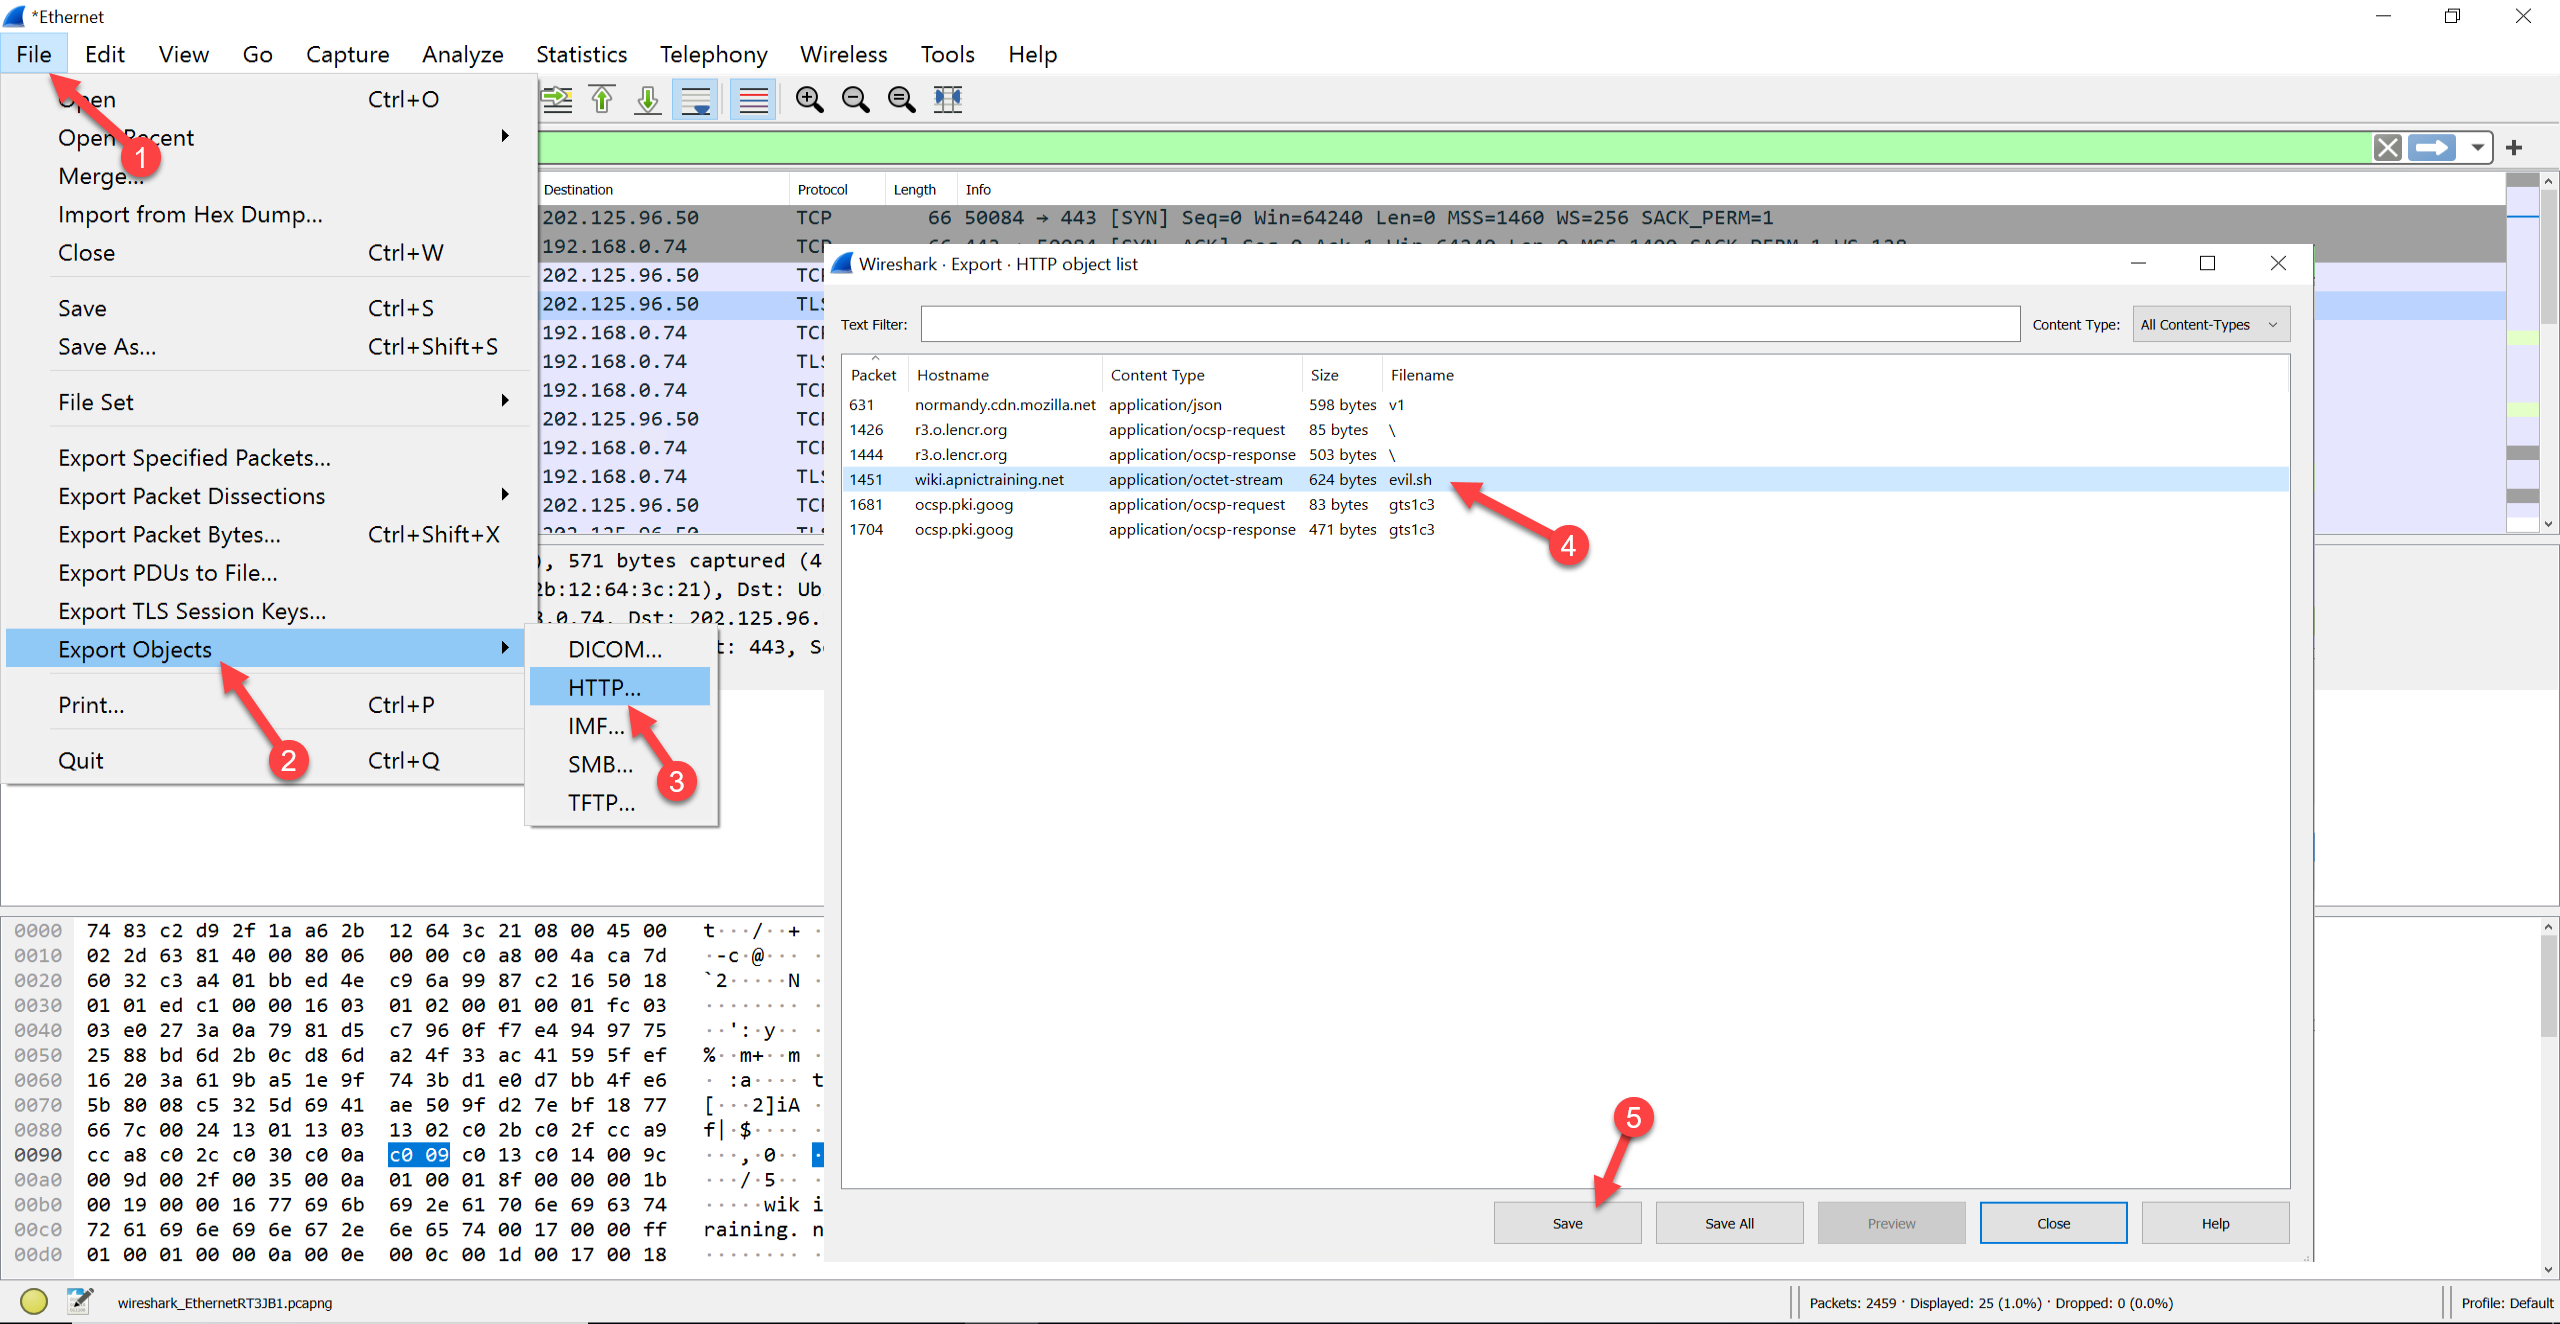 *Ethernet
File Edit View Go Capture Analyze Statistics Telephony Wireless Tools Help
Open Ctrl+O
Open Recent
Merge...
Import from Hex Dump...
Close Ctrl+W
Save Ctrl+S
Save As... Ctrl+Shift+S
File Set
Export Specified Packets...
Export Packet Dissections
Export Packet Bytes... Ctrl+Shift+X
Export PDUs to File...
Export TLS Session Keys...
Export Objects
Print... Ctrl+P
Quit Ctrl+Q
1
2
DICOM...
HTTP...
IMF...
SMB...
TFTP...
3
Destination Protocol Length Info
202.125.96.50 TCP 66 50084 → 443 [SYN] Seq=0 Win=64240 Len=0 MSS=1460 WS=256 SACK_PERM=1
192.168.0.74
202.125.96.50
202.125.96.50
192.168.0.74
192.168.0.74
192.168.0.74
202.125.96.50
192.168.0.74
192.168.0.74
202.125.96.50
), 571 bytes captured (4
2b:12:64:3c:21), Dst: Ub
.0.74, Dst: 202.125.96.
: 443, S
Wireshark · Export · HTTP object list
Text Filter: Content Type: All Content-Types
Packet Hostname Content Type Size Filename
631 normandy.cdn.mozilla.net application/json 598 bytes v1
1426 r3.o.lencr.org application/ocsp-request 85 bytes \
1444 r3.o.lencr.org application/ocsp-response 503 bytes \
1451 wiki.apnictraining.net application/octet-stream 624 bytes evil.sh
1681 ocsp.pki.goog application/ocsp-request 83 bytes gts1c3
1704 ocsp.pki.goog application/ocsp-response 471 bytes gts1c3
4
5
Save Save All Preview Close Help
0000 74 83 c2 d9 2f 1a a6 2b 12 64 3c 21 08 00 45 00 t···/··+ ·
0010 02 2d 63 81 40 00 80 06 00 00 c0 a8 00 4a ca 7d ·-c·@··· ·
0020 60 32 c3 a4 01 bb ed 4e c9 6a 99 87 c2 16 50 18 `2·····N ·
0030 01 01 ed c1 00 00 16 03 01 02 00 01 00 01 fc 03 ········ ·
0040 03 e0 27 3a 0a 79 81 d5 c7 96 0f f7 e4 94 97 75 ··':·y·· ·
0050 25 88 bd 6d 2b 0c d8 6d a2 4f 33 ac 41 59 5f ef %··m+··m ·
0060 16 20 3a 61 9b a5 1e 9f 74 3b d1 e0 d7 bb 4f e6 · :a···· t
0070 5b 80 08 c5 32 5d 69 41 ae 50 9f d2 7e bf 18 77 [···2]iA ·
0080 66 7c 00 24 13 01 13 03 13 02 c0 2b c0 2f cc a9 f|·$···· ·
0090 cc a8 c0 2c c0 30 c0 0a c0 09 c0 13 c0 14 00 9c ···,·0·· ·
00a0 00 9d 00 2f 00 35 00 0a 01 00 01 8f 00 00 00 1b ···/·5·· ·
00b0 00 19 00 00 16 77 69 6b 69 2e 61 70 6e 69 63 74 ·····wik i
00c0 72 61 69 6e 69 6e 67 2e 6e 65 74 00 17 00 00 ff raining. n
00d0 01 00 01 00 00 0a 00 0e 00 0c 00 1d 00 17 00 18 ········ ·
wireshark_EthernetRT3JB1.pcapng Packets: 2459 · Displayed: 25 (1.0%) · Dropped: 0 (0.0%) Profile: Default